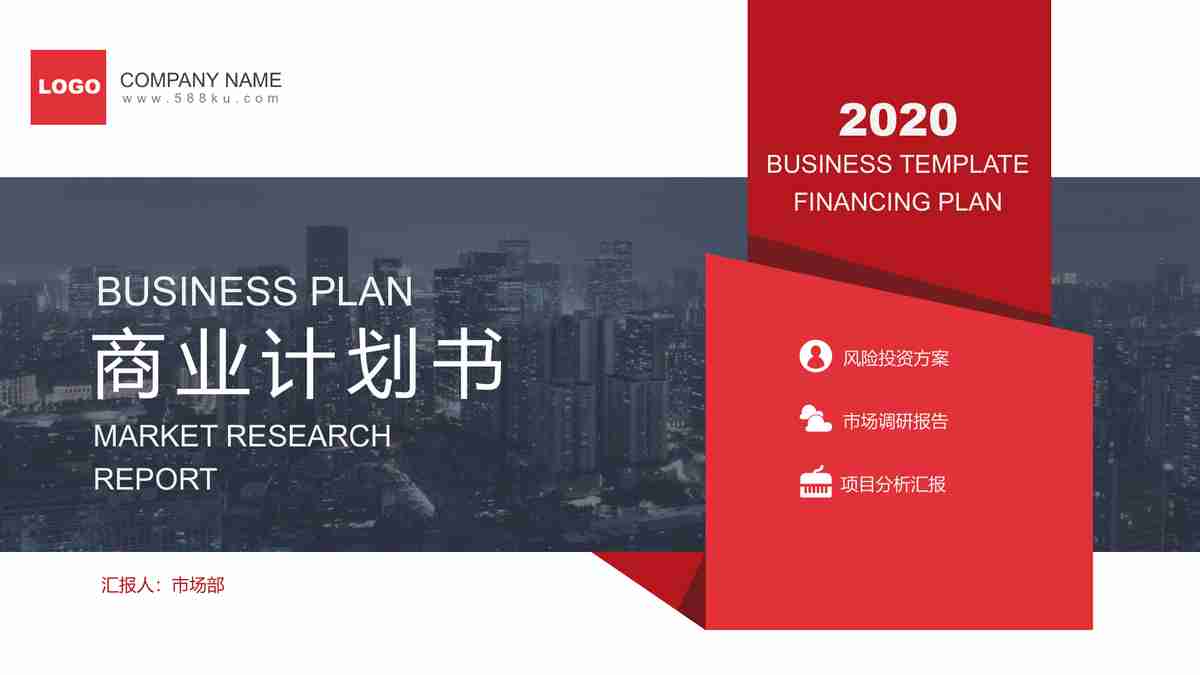 LOGO
COMPANY NAME
www.588ku.com
2020
BUSINESS TEMPLATE
FINANCING PLAN
BUSINESS PLAN
商业计划书
MARKET RESEARCH
REPORT
风险投资方案
市场调研报告
项目分析汇报
汇报人：市场部